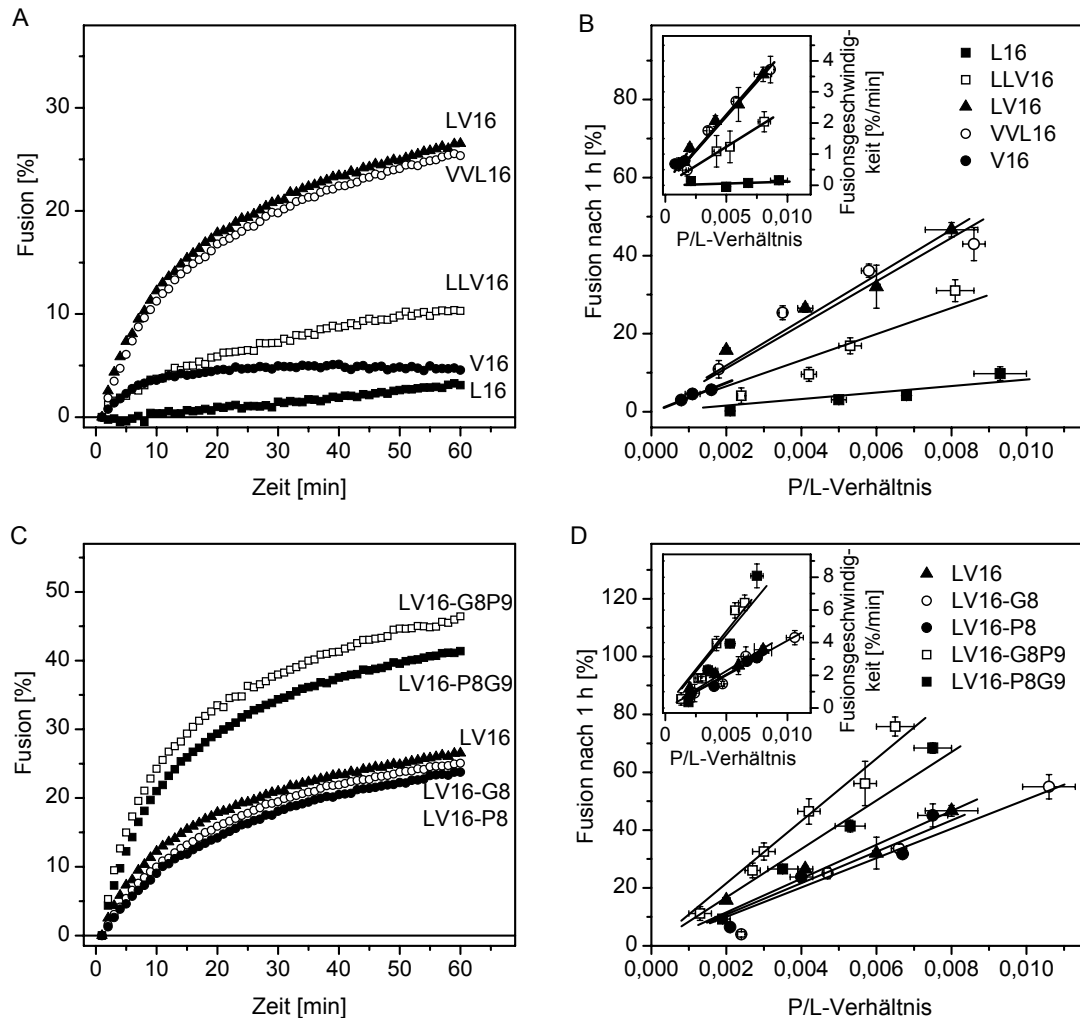 A
Fusion [%]
30
20
10
0
LV16
VVL16
LLV16
V16
L16
0 10 20 30 40 50 60
Zeit [min]
B
Fusion nach 1 h [%]
80
60
40
20
0
0,000 0,002 0,004 0,006 0,008 0,010
P/L-Verhältnis
4
3
2
1
0
Fusionsgeschwindig-
keit [%/min]
0,005 0,010
P/L-Verhältnis
L16
LLV16
LV16
VVL16
V16
C
Fusion [%]
50
40
30
20
10
0
LV16-G8P9
LV16-P8G9
LV16
LV16-G8
LV16-P8
0 10 20 30 40 50 60
Zeit [min]
D
Fusion nach 1 h [%]
120
100
80
60
40
20
0
0,000 0,002 0,004 0,006 0,008 0,010
P/L-Verhältnis
8
6
4
2
0
Fusionsgeschwindig-
keit [%/min]
0,000 0,005 0,010
P/L-Verhältnis
LV16
LV16-G8
LV16-P8
LV16-G8P9
LV16-P8G9